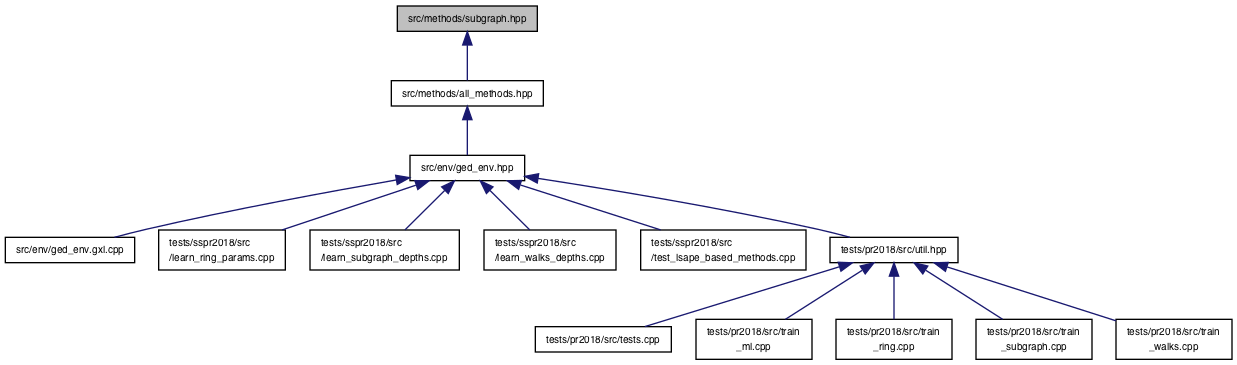 src/methods/subgraph.hpp
src/methods/all_methods.hpp
src/env/ged_env.hpp
src/env/ged_env.gxl.cpp
tests/sspr2018/src
/learn_ring_params.cpp
tests/sspr2018/src
/learn_subgraph_depths.cpp
tests/sspr2018/src
/learn_walks_depths.cpp
tests/sspr2018/src
/test_lsape_based_methods.cpp
tests/pr2018/src/util.hpp
tests/pr2018/src/tests.cpp
tests/pr2018/src/train
_ml.cpp
tests/pr2018/src/train
_ring.cpp
tests/pr2018/src/train
_subgraph.cpp
tests/pr2018/src/train
_walks.cpp